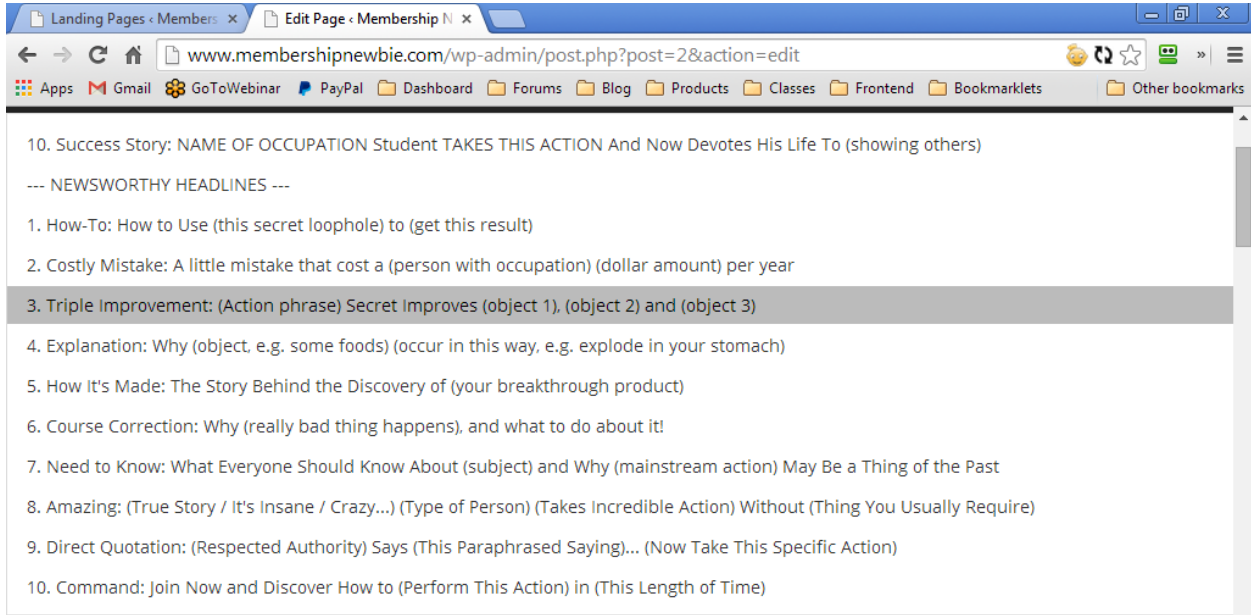 Landing Pages ‹ Members
Edit Page ‹ Membership N
www.membershipnewbie.com/wp-admin/post.php?post=2&action=edit
Apps Gmail GoToWebinar PayPal Dashboard Forums Blog Products Classes Frontend Bookmarklets » Other bookmarks
10. Success Story: NAME OF OCCUPATION Student TAKES THIS ACTION And Now Devotes His Life To (showing others)
--- NEWSWORTHY HEADLINES ---
1. How-To: How to Use (this secret loophole) to (get this result)
2. Costly Mistake: A little mistake that cost a (person with occupation) (dollar amount) per year
3. Triple Improvement: (Action phrase) Secret Improves (object 1), (object 2) and (object 3)
4. Explanation: Why (object, e.g. some foods) (occur in this way, e.g. explode in your stomach)
5. How It's Made: The Story Behind the Discovery of (your breakthrough product)
6. Course Correction: Why (really bad thing happens), and what to do about it!
7. Need to Know: What Everyone Should Know About (subject) and Why (mainstream action) May Be a Thing of the Past
8. Amazing: (True Story / It's Insane / Crazy...) (Type of Person) (Takes Incredible Action) Without (Thing You Usually Require)
9. Direct Quotation: (Respected Authority) Says (This Paraphrased Saying)... (Now Take This Specific Action)
10. Command: Join Now and Discover How to (Perform This Action) in (This Length of Time)